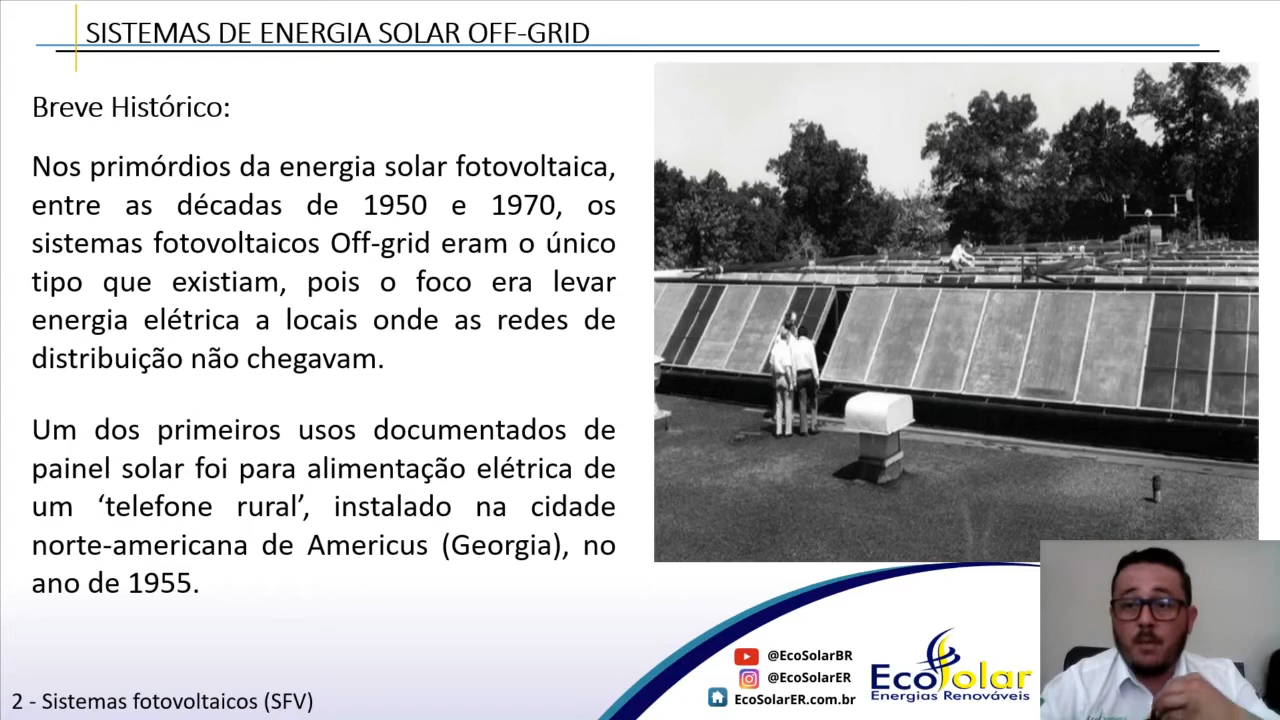 SISTEMAS DE ENERGIA SOLAR OFF-GRID
Breve Histórico:
Nos primórdios da energia solar fotovoltaica,
entre as décadas de 1950 e 1970, os
sistemas fotovoltaicos Off-grid eram o único
tipo que existiam, pois o foco era levar
energia elétrica a locais onde as redes de
distribuição não chegavam.
Um dos primeiros usos documentados de
painel solar foi para alimentação elétrica de
um ‘telefone rural’, instalado na cidade
norte-americana de Americus (Georgia), no
ano de 1955.
@EcoSolarBR
@EcoSolarER
EcoSolarER.com.br
EcoSolar
Energias Renováveis
2 - Sistemas fotovoltaicos (SFV)